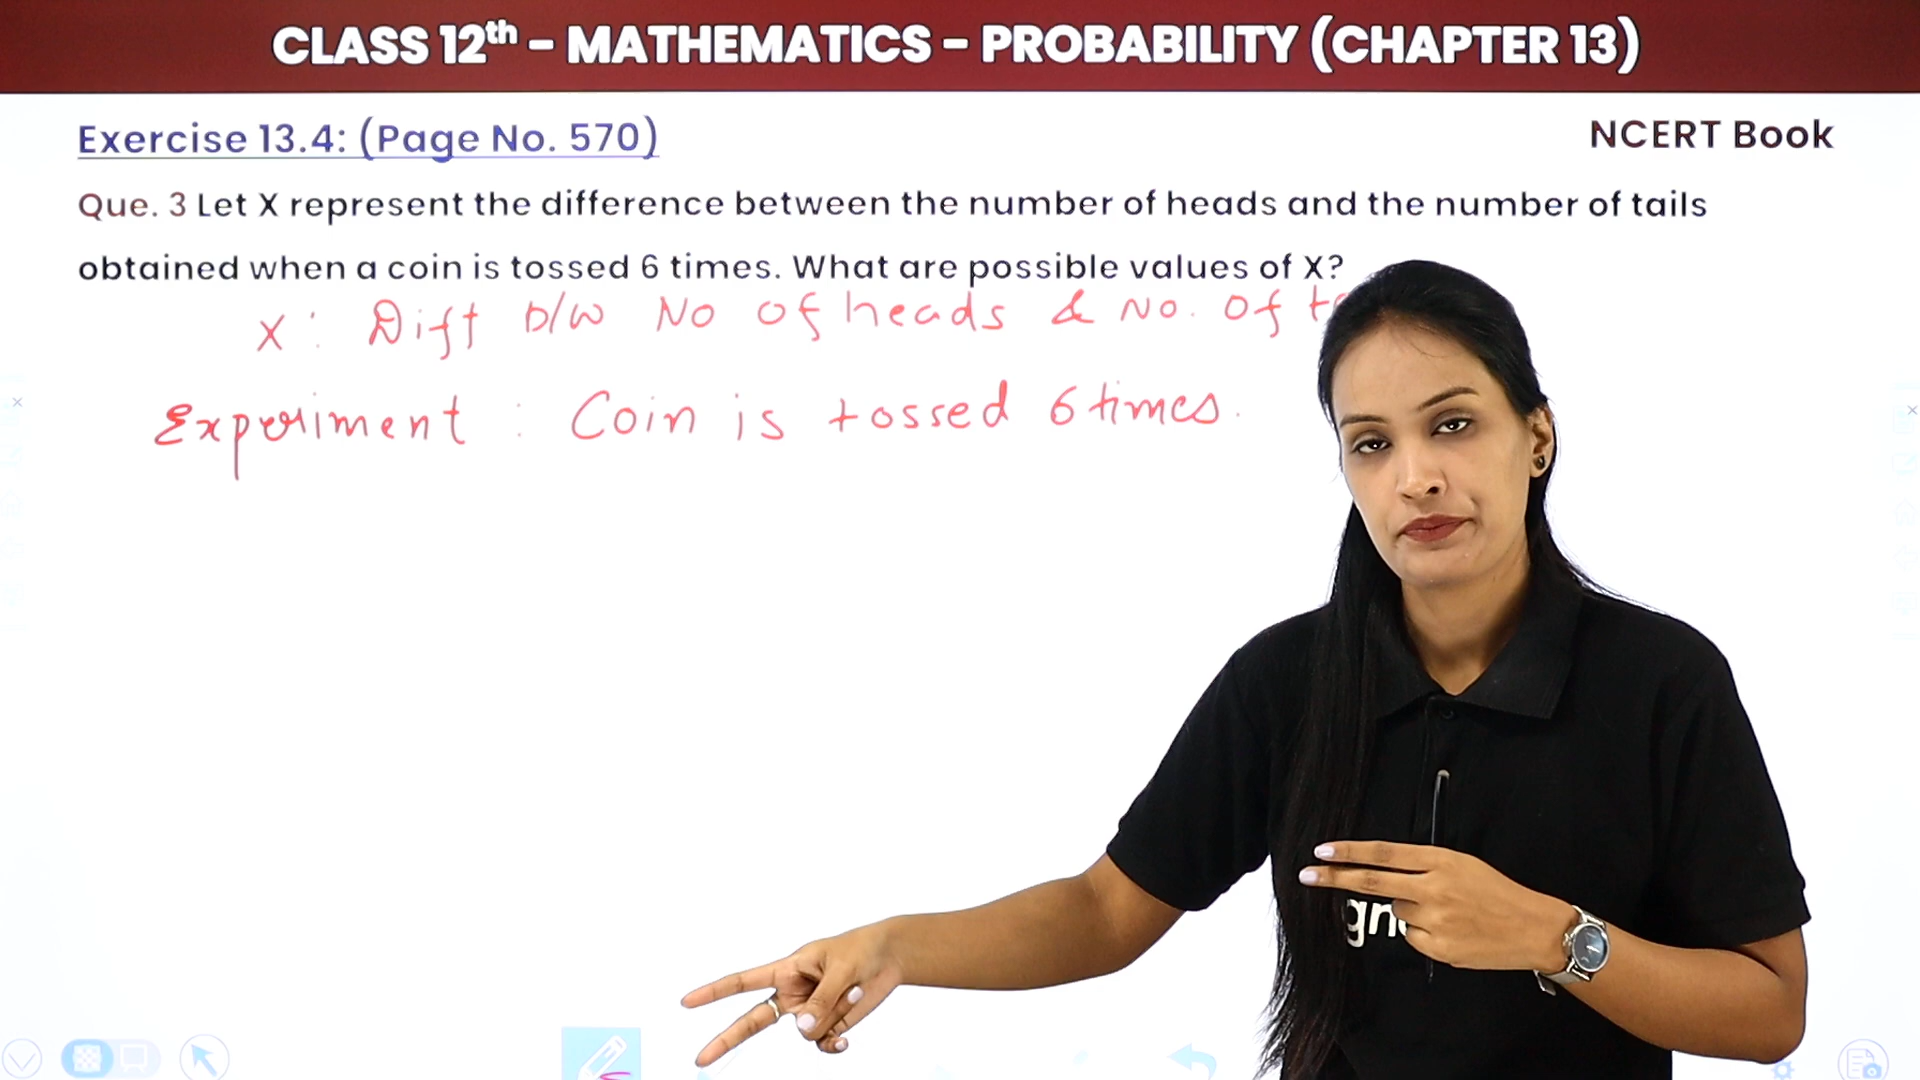 CLASS 12th – MATHEMATICS – PROBABILITY (CHAPTER 13)
Exercise 13.4: (Page No. 570)
NCERT Book
Que. 3 Let X represent the difference between the number of heads and the number of tails
obtained when a coin is tossed 6 times. What are possible values of X?
X : Diff b/w No of heads & No. of
Experiment : Coin is tossed 6 times.